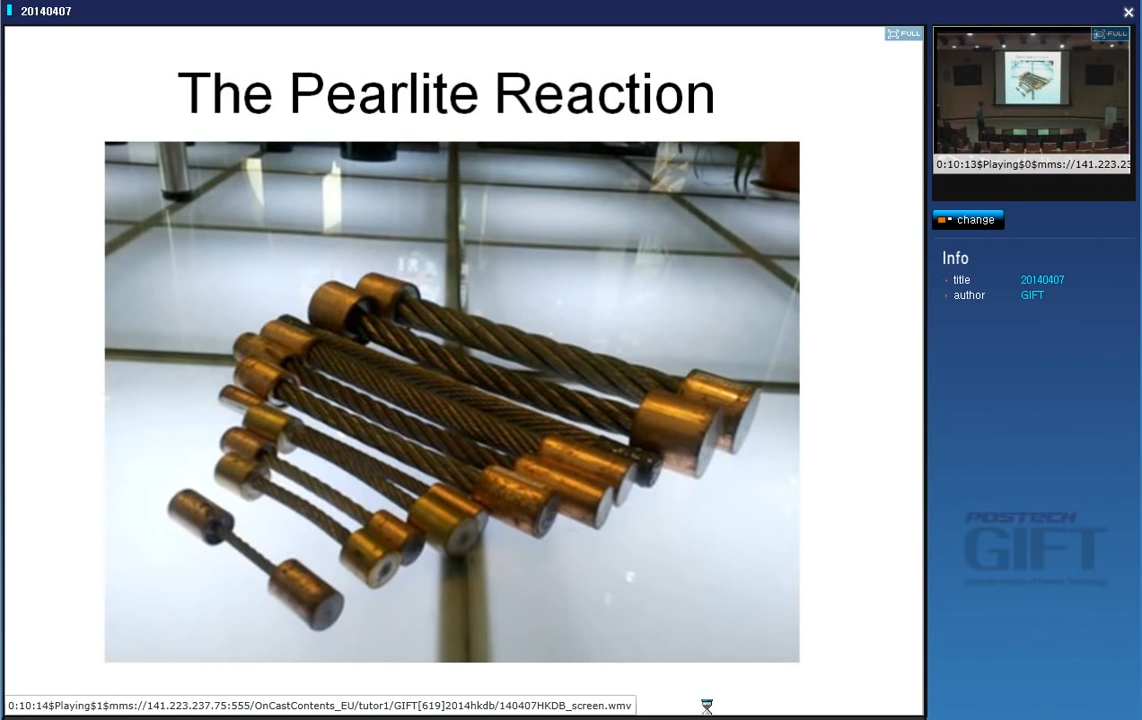 20140407
FULL
The Pearlite Reaction
0:10:14$Playing$1$mms://141.223.237.75:555/OnCastContents_EU/tutor1/GIFT[619]2014hkdb/140407HKDB_screen.wmv
FULL
0:10:13$Playing$0$mms://141.223.23
change
Info
title 20140407
author GIFT
POSTECH
GIFT